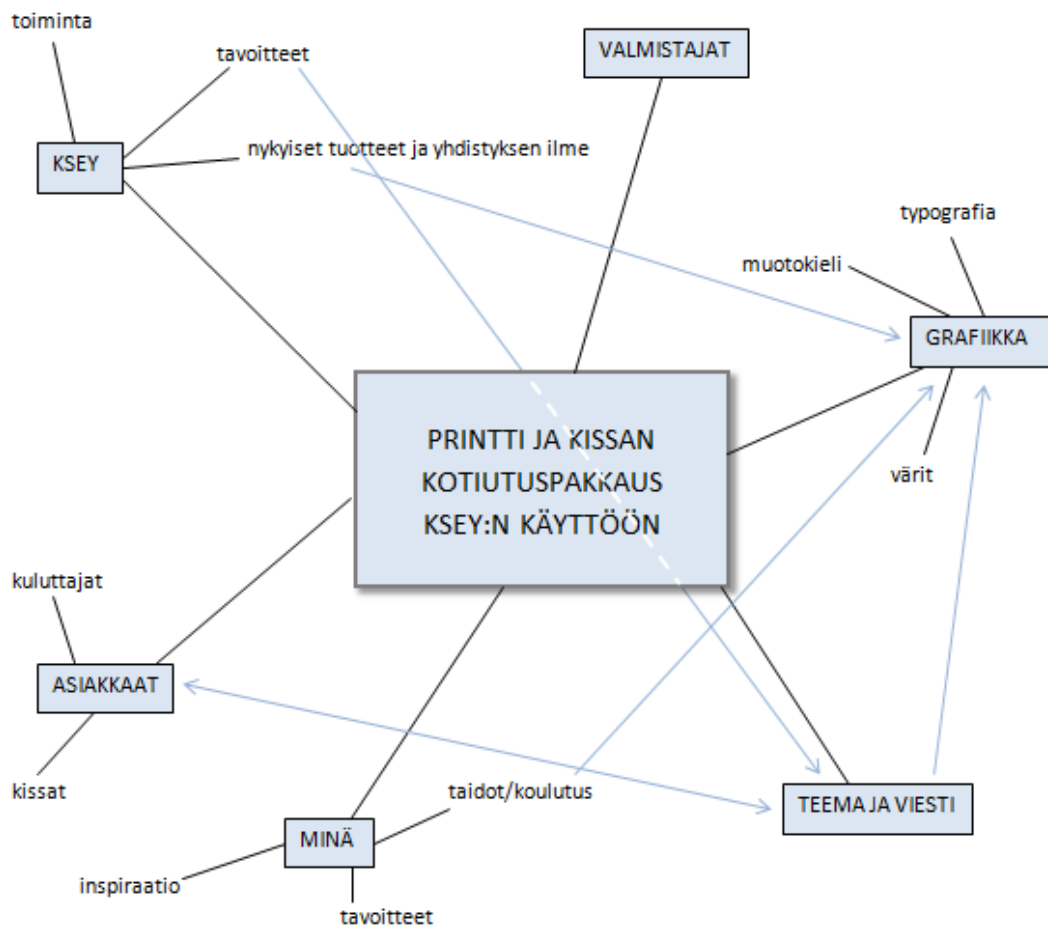 toiminta
tavoitteet
VALMISTAJAT
KSEY
nykyiset tuotteet ja yhdistyksen ilme
typografia
muotokieli
GRAFIIKKA
PRINTTI JA KISSAN
KOTIUTUSPAKKAUS
KSEY:N KÄYTTÖÖN
värit
kuluttajat
ASIAKKAAT
kissat
taidot/koulutus
TEEMA JA VIESTI
MINÄ
inspiraatio
tavoitteet